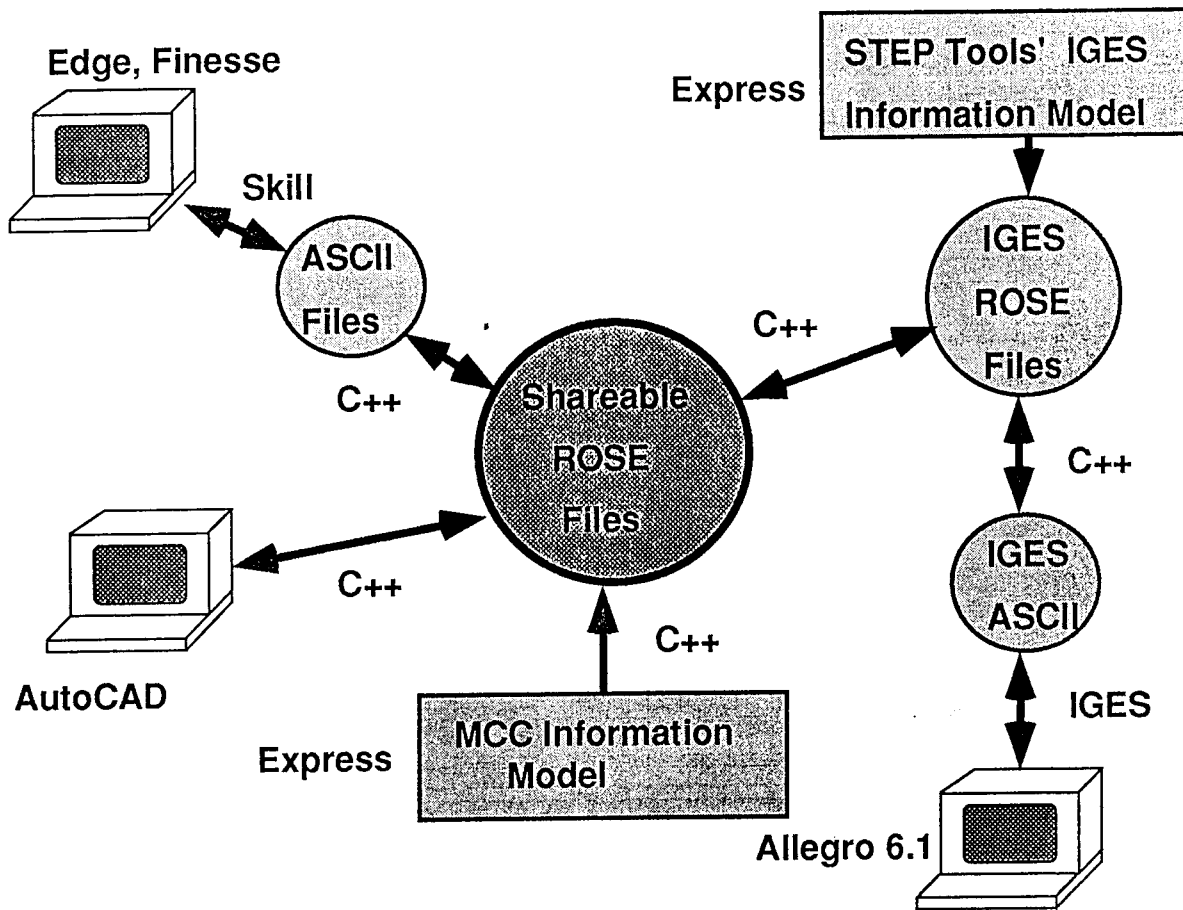 Edge, Finesse
Express
STEP Tools' IGES
Information Model
Skill
ASCII
Files
C++
IGES
ROSE
Files
C++
Shareable
ROSE
Files
C++
IGES
ASCII
C++
AutoCAD
C++
IGES
Express
MCC Information
Model
Allegro 6.1